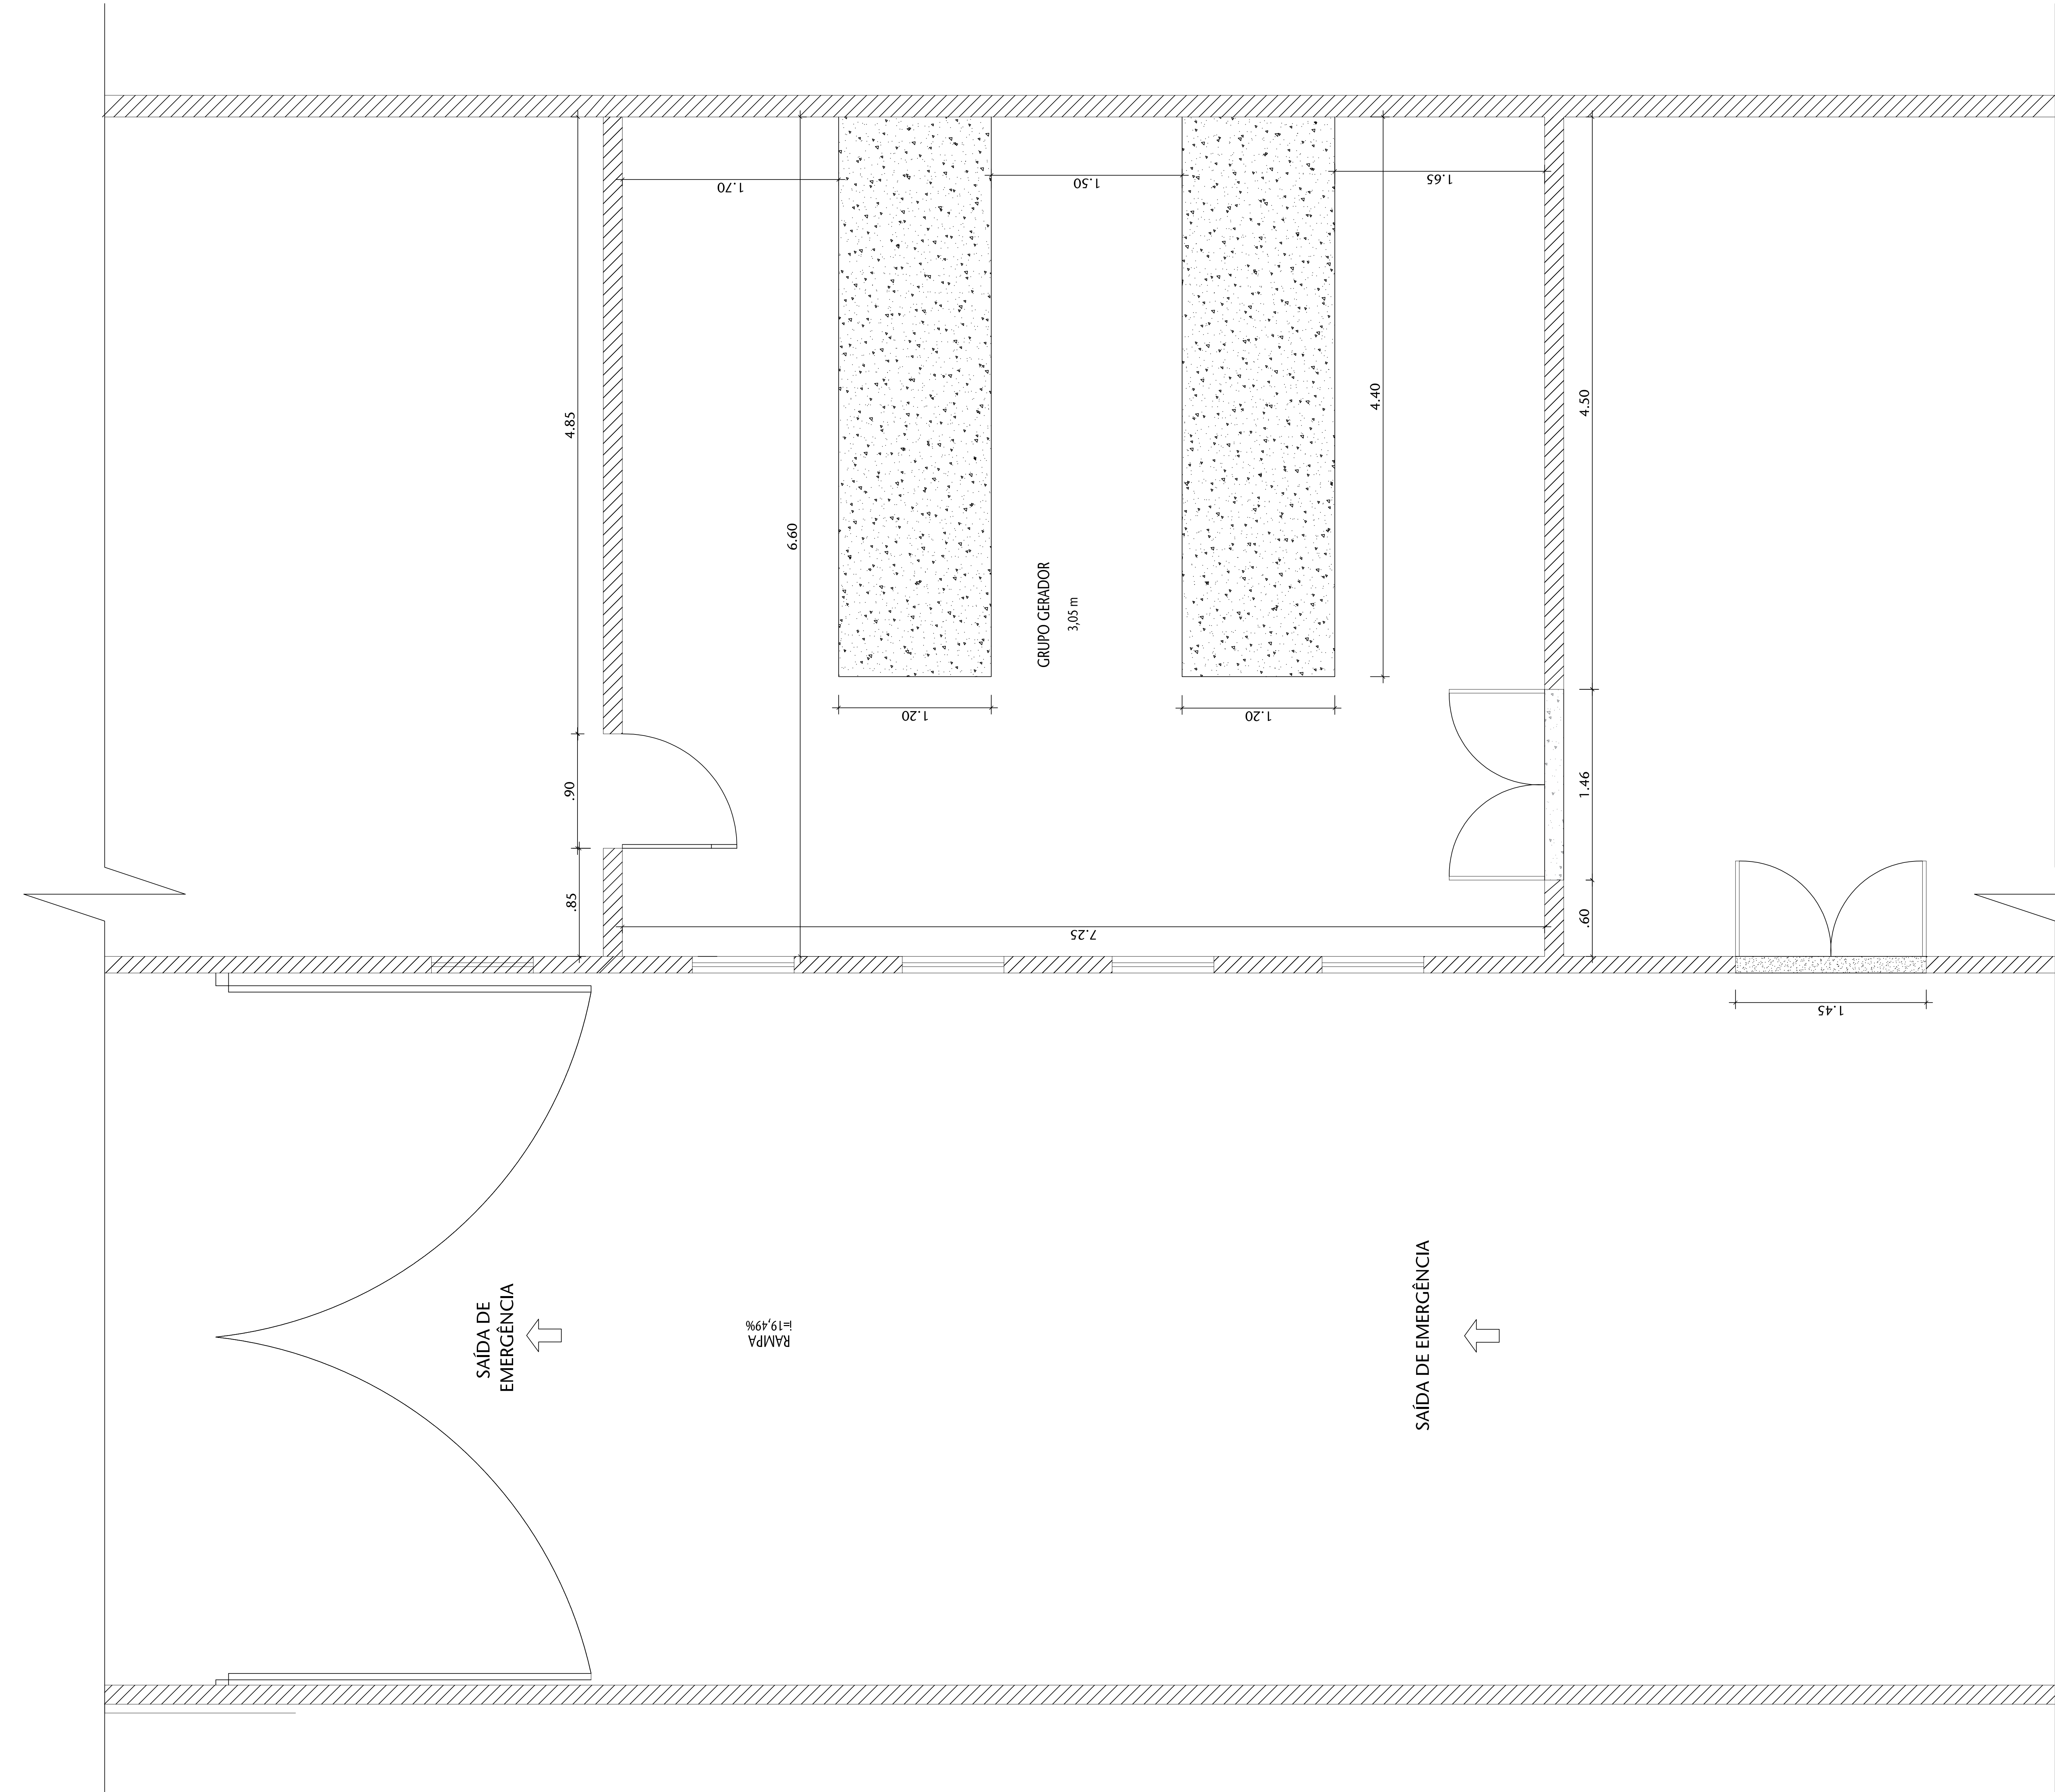 1.70
1.50
1.65
4.85
6.60
4.40
4.50
GRUPO GERADOR
3,05 m
1.20
1.20
.90
1.46
.85
7.25
.60
1.45
SAÍDA DE
EMERGÊNCIA
RAMPA
i=19,49%
SAÍDA DE EMERGÊNCIA